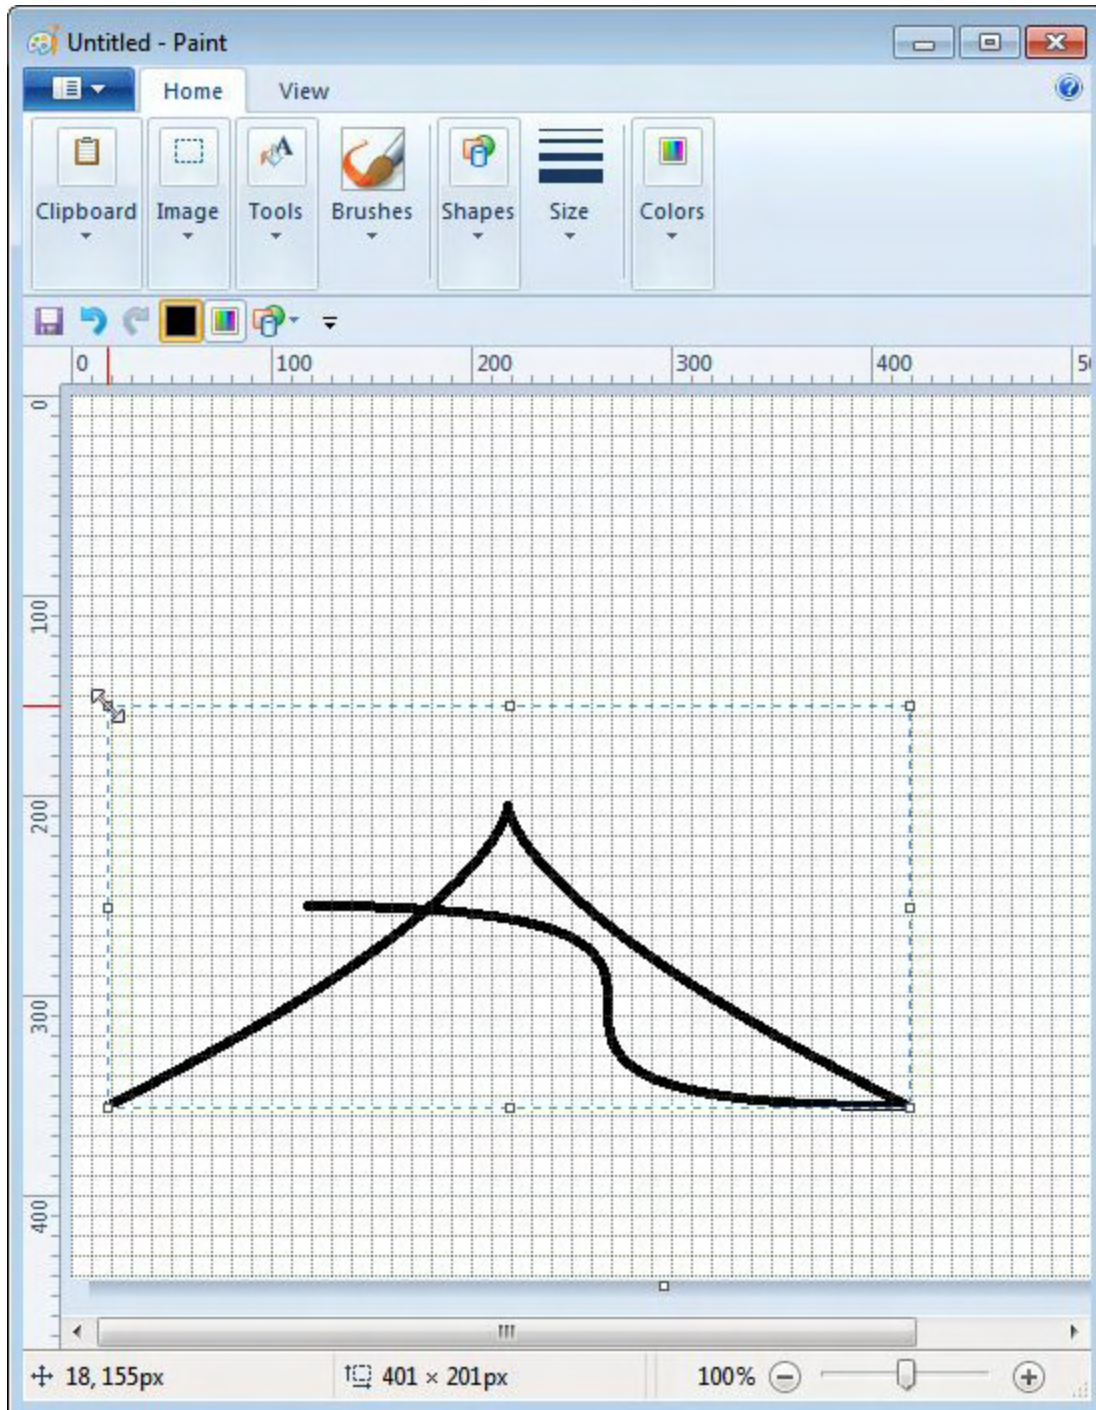 Untitled - Paint
Home View
Clipboard Image Tools Brushes Shapes Size Colors
0 100 200 300 400
0
100
200
300
400
18, 155px 401 × 201px 100%